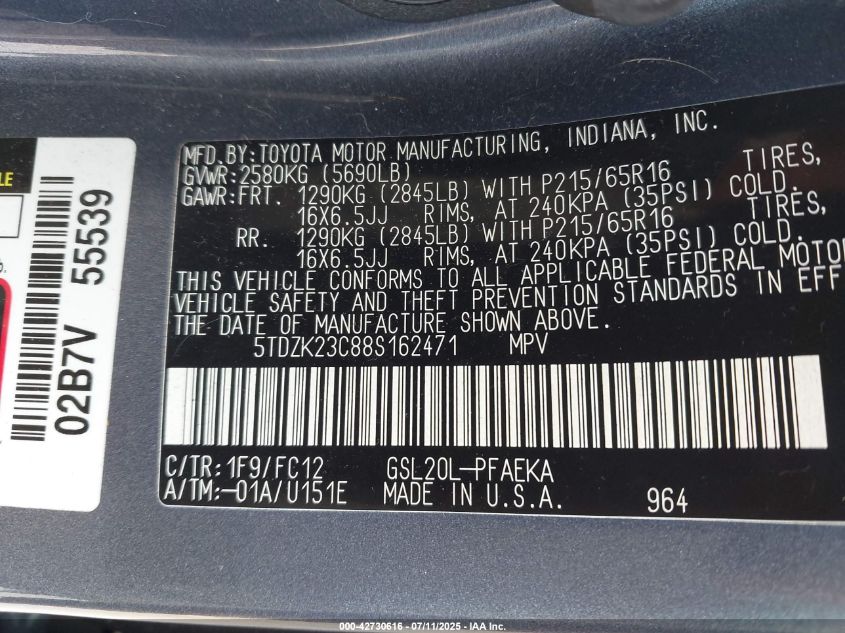 MFD.BY:TOYOTA MOTOR MANUFACTURING, INDIANA, INC.
GVWR:2580KG (5690LB)
GAWR:FRT. 1290KG (2845LB) WITH P215/65R16 TIRES,
16X6.5JJ RIMS, AT 240KPA (35PSI) COLD.
RR. 1290KG (2845LB) WITH P215/65R16 TIRES,
16X6.5JJ RIMS, AT 240KPA (35PSI) COLD.
THIS VEHICLE CONFORMS TO ALL APPLICABLE FEDERAL MOTO
VEHICLE SAFETY AND THEFT PREVENTION STANDARDS IN EFF
THE DATE OF MANUFACTURE SHOWN ABOVE.
5TDZK23C88S162471 MPV
C/TR:1F9/FC12 GSL20L-PFAEKA
A/TM:-01A/U151E MADE IN U.S.A. 964
02B7V 55539
LE
000-42730616 - 07/11/2025 - IAA Inc.